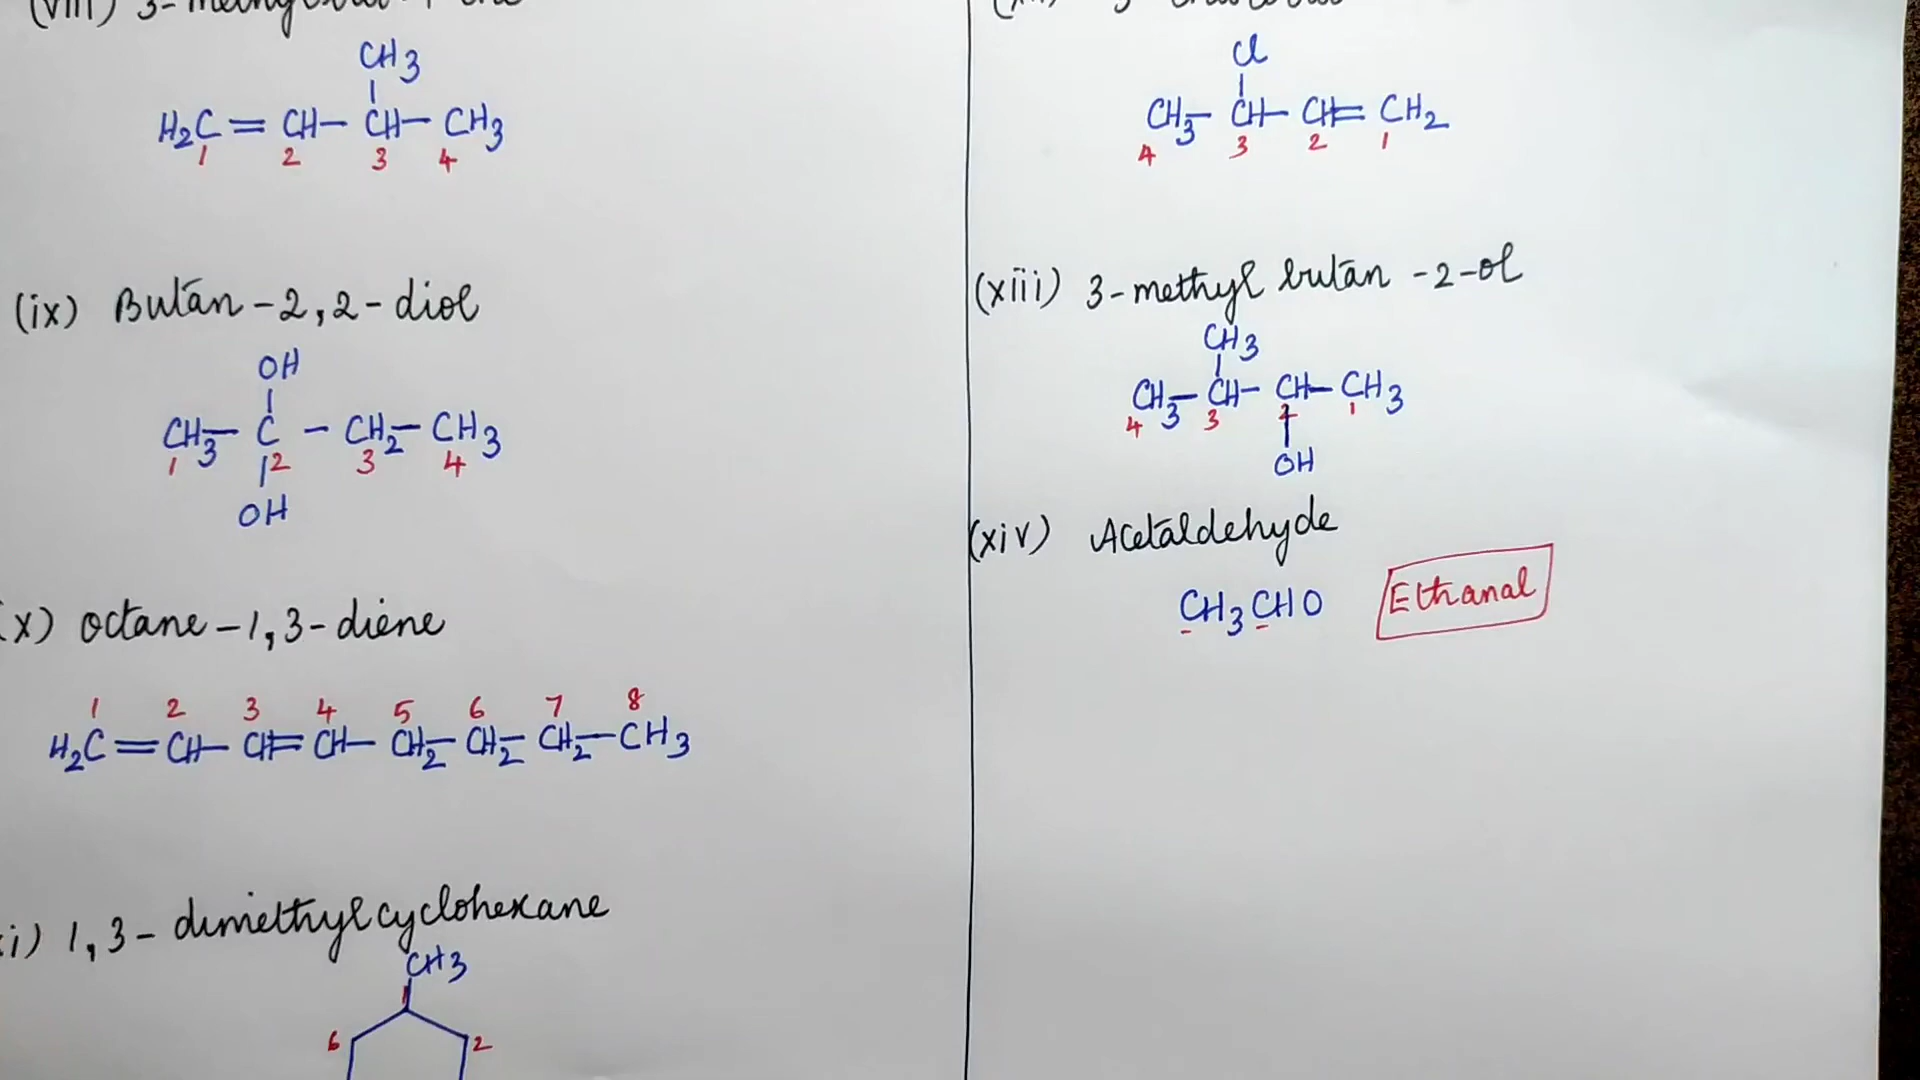 (viii) 3-
CH3
H2C = CH - CH - CH3
1 2 3 4
(ix) Butan-2,2-diol
OH
CH3 - C - CH2 - CH3
1 2 3 4
OH
(x) octane-1,3-diene
1 2 3 4 5 6 7 8
H2C = CH - CH = CH - CH2 - CH2 - CH2 - CH3
i) 1,3-dimethylcyclohexane
CH3
1
6 2
Cl
CH3 - CH - CH = CH2
4 3 2 1
(xiii) 3-methyl butan-2-ol
CH3
CH3 - CH - CH - CH3
4 3 2 1
OH
(xiv) Acetaldehyde
CH3CHO Ethanal